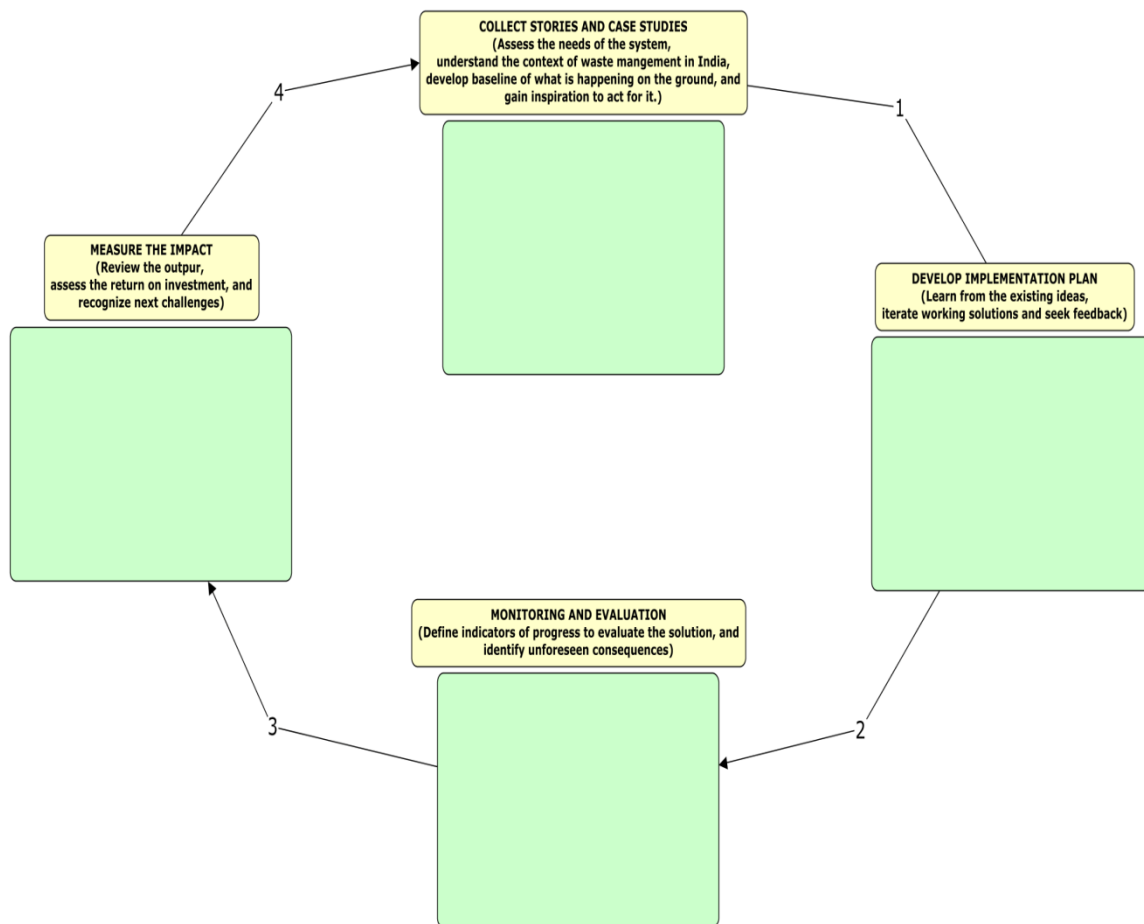 COLLECT STORIES AND CASE STUDIES
(Assess the needs of the system,
understand the context of waste mangement in India,
develop baseline of what is happening on the ground, and
gain inspiration to act for it.)
4
1
MEASURE THE IMPACT
(Review the outpur,
assess the return on investment, and
recognize next challenges)
DEVELOP IMPLEMENTATION PLAN
(Learn from the existing ideas,
iterate working solutions and seek feedback)
MONITORING AND EVALUATION
(Define indicators of progress to evaluate the solution, and
identify unforeseen consequences)
3
2